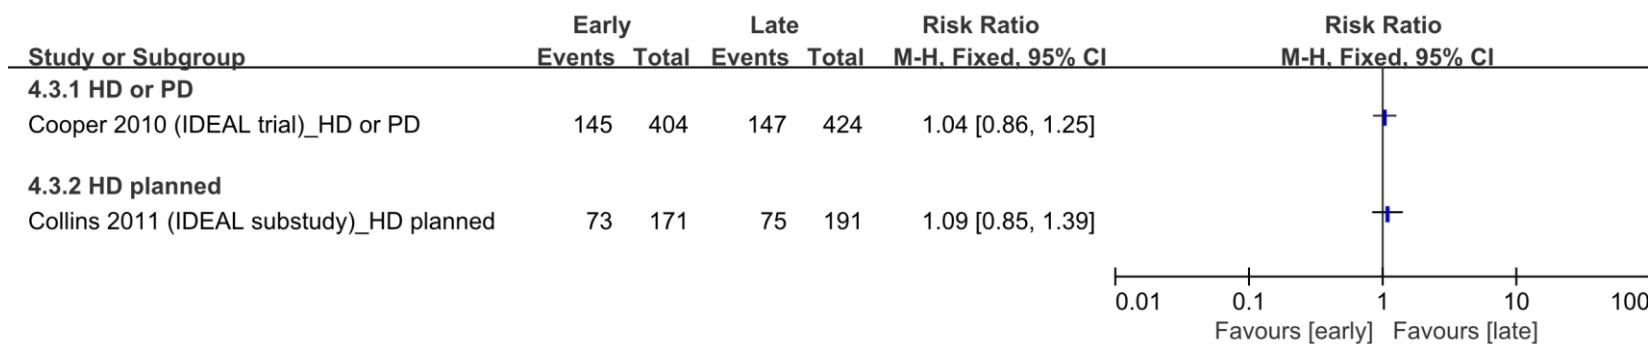 Early Late Risk Ratio Risk Ratio
Study or Subgroup Events Total Events Total M-H, Fixed, 95% CI M-H, Fixed, 95% CI
4.3.1 HD or PD
Cooper 2010 (IDEAL trial)_HD or PD 145 404 147 424 1.04 [0.86, 1.25]
4.3.2 HD planned
Collins 2011 (IDEAL substudy)_HD planned 73 171 75 191 1.09 [0.85, 1.39]
0.01 0.1 1 10 100
Favours [early] Favours [late]